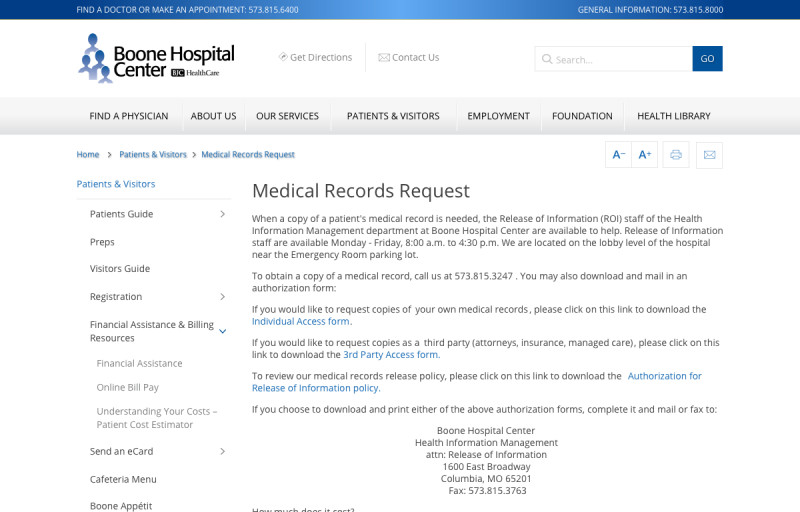 FIND A DOCTOR OR MAKE AN APPOINTMENT: 573.815.6400
GENERAL INFORMATION: 573.815.8000
Boone Hospital
Center BJC HealthCare
Get Directions
Contact Us
Search...
GO
FIND A PHYSICIAN
ABOUT US
OUR SERVICES
PATIENTS & VISITORS
EMPLOYMENT
FOUNDATION
HEALTH LIBRARY
Home > Patients & Visitors > Medical Records Request
A− A+
Patients & Visitors
Patients Guide
Preps
Visitors Guide
Registration
Financial Assistance & Billing
Resources
Financial Assistance
Online Bill Pay
Understanding Your Costs –
Patient Cost Estimator
Send an eCard
Cafeteria Menu
Boone Appétit
Medical Records Request
When a copy of a patient's medical record is needed, the Release of Information (ROI) staff of the Health
Information Management department at Boone Hospital Center are available to help. Release of Information
staff are available Monday - Friday, 8:00 a.m. to 4:30 p.m. We are located on the lobby level of the hospital
near the Emergency Room parking lot.
To obtain a copy of a medical record, call us at 573.815.3247 . You may also download and mail in an
authorization form:
If you would like to request copies of your own medical records, please click on this link to download the
Individual Access form.
If you would like to request copies as a third party (attorneys, insurance, managed care), please click on this
link to download the 3rd Party Access form.
To review our medical records release policy, please click on this link to download the Authorization for
Release of Information policy.
If you choose to download and print either of the above authorization forms, complete it and mail or fax to:
Boone Hospital Center
Health Information Management
attn: Release of Information
1600 East Broadway
Columbia, MO 65201
Fax: 573.815.3763
How much does it cost?